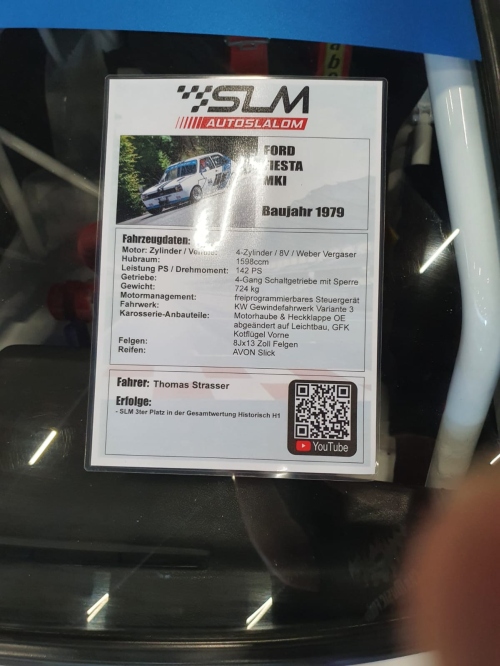 SLM
AUTOSLALOM
FORD
FIESTA
MKI
Baujahr 1979
Fahrzeugdaten:
Motor: Zylinder / Ventile: 4-Zylinder / 8V / Weber Vergaser
Hubraum: 1598ccm
Leistung PS / Drehmoment: 142 PS
Getriebe: 4-Gang Schaltgetriebe mit Sperre
Gewicht: 724 kg
Motormanagement: freiprogrammierbares Steuergerät
Fahrwerk: KW Gewindefahrwerk Variante 3
Karosserie-Anbauteile: Motorhaube & Heckklappe OE
abgeändert auf Leichtbau, GFK
Kotflügel Vorne
Felgen: 8Jx13 Zoll Felgen
Reifen: AVON Slick
Fahrer: Thomas Strasser
Erfolge:
- SLM 3ter Platz in der Gesamtwertung Historisch H1
YouTube